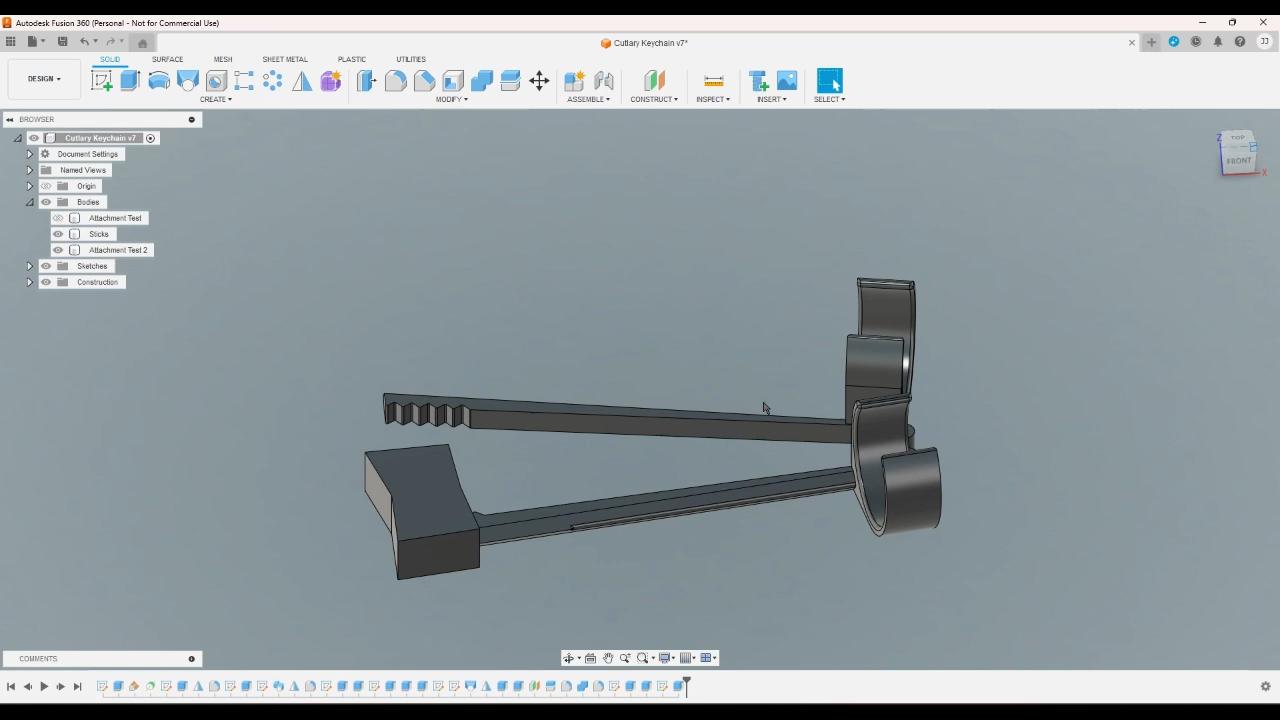 Autodesk Fusion 360 (Personal - Not for Commercial Use)
Cutlary Keychain v7*
JJ
SOLID SURFACE MESH SHEET METAL PLASTIC UTILITIES
DESIGN
CREATE MODIFY ASSEMBLE CONSTRUCT INSPECT INSERT SELECT
BROWSER
Cutlary Keychain v7
Document Settings
Named Views
Origin
Bodies
Attachment Test
Sticks
Attachment Test 2
Sketches
Construction
TOP
Z
FRONT
X
COMMENTS